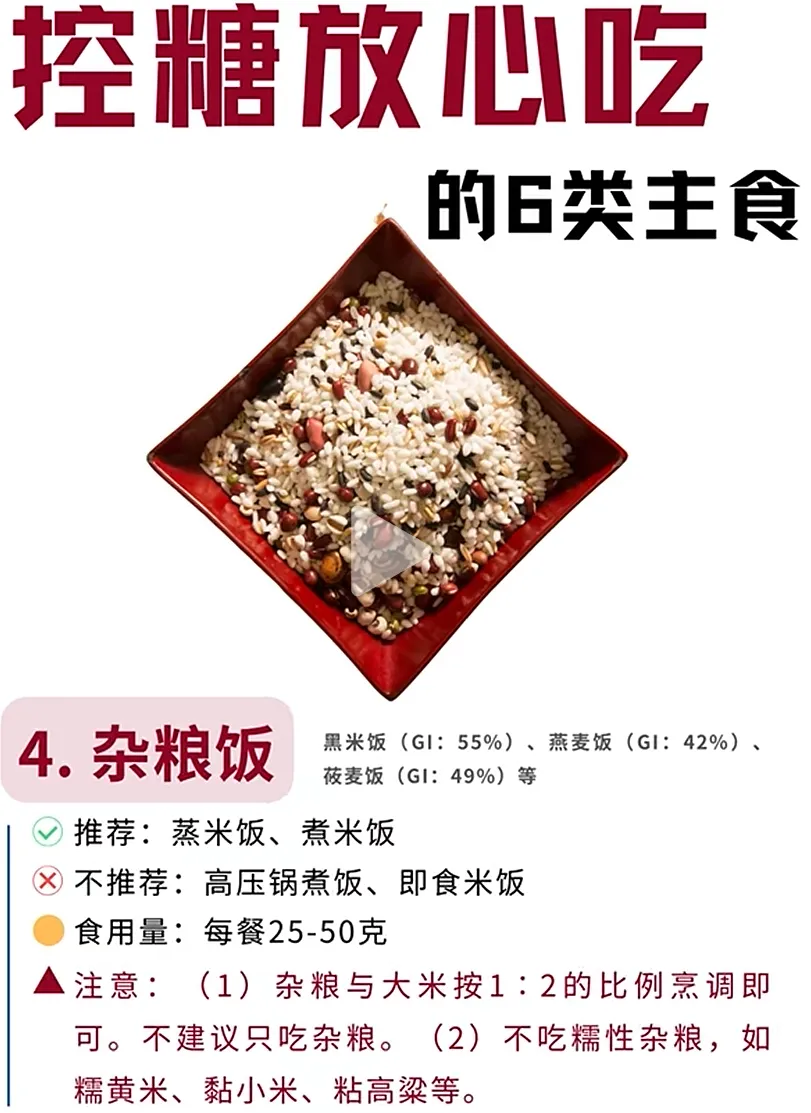 控糖放心吃
的6类主食
4. 杂粮饭
黑米饭（GI：55%）、燕麦饭（GI：42%）、
莜麦饭（GI：49%）等
推荐：蒸米饭、煮米饭
不推荐：高压锅煮饭、即食米饭
食用量：每餐25-50克
注意：（1）杂粮与大米按1：2的比例烹调即
可。不建议只吃杂粮。（2）不吃糯性杂粮，如
糯黄米、黏小米、粘高粱等。